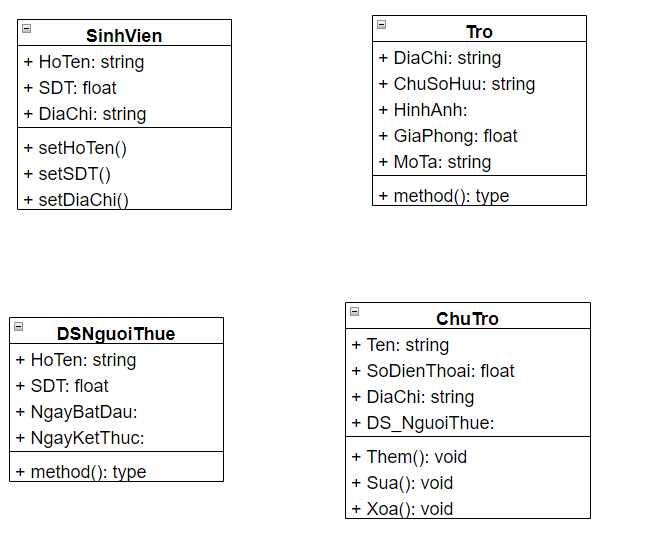 SinhVien
+ HoTen: string
+ SDT: float
+ DiaChi: string
+ setHoTen()
+ setSDT()
+ setDiaChi()
Tro
+ DiaChi: string
+ ChuSoHuu: string
+ HinhAnh:
+ GiaPhong: float
+ MoTa: string
+ method(): type
DSNguoiThue
+ HoTen: string
+ SDT: float
+ NgayBatDau:
+ NgayKetThuc:
+ method(): type
ChuTro
+ Ten: string
+ SoDienThoai: float
+ DiaChi: string
+ DS_NguoiThue:
+ Them(): void
+ Sua(): void
+ Xoa(): void